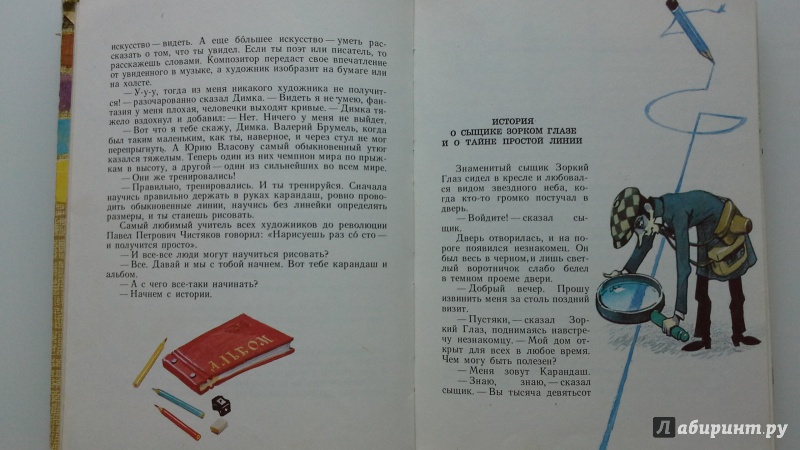 искусство — видеть. А еще бóльшее искусство — уметь рас-
сказать о том, что ты увидел. Если ты поэт или писатель, то
расскажешь словами. Композитор передаст свое впечатление
от увиденного в музыке, а художник изобразит на бумаге или
на холсте.
— У-у-у, тогда из меня никакого художника не получит-
ся! — разочарованно сказал Димка. — Видеть я не умею, фан-
тазия у меня плохая, человечки выходят кривые. — Димка
тяжело вздохнул и добавил: — Нет. Ничего у меня не выйдет.
— Вот что я тебе скажу, Димка. Валерий Брумель, когда
был таким маленьким, как ты, наверное, и через стул не мог
перепрыгнуть. А Юрию Власову самый обыкновенный утюг
казался тяжелым. Теперь один из них чемпион мира по прыж-
кам в высоту, а другой — один из сильнейших во всем мире.
— Они же тренировались!
— Правильно, тренировались. И ты тренируйся. Сначала
научись правильно держать в руках карандаш, ровно прово-
дить обыкновенные линии, научись без линейки определять
размеры, и ты станешь рисовать.
Самый любимый учитель всех художников до революции
Павел Петрович Чистяков говорил: «Нарисуешь раз со́ сто —
и получится просто».
— И все-все люди могут научиться рисовать?
— Все. Давай и мы с тобой начнем. Вот тебе карандаш и
альбом.
— А с чего все-таки начинать?
— Начнем с истории.
ИСТОРИЯ
О СЫЩИКЕ ЗОРКОМ ГЛАЗЕ
И О ТАЙНЕ ПРОСТОЙ ЛИНИИ
Знаменитый сыщик Зоркий
Глаз сидел в кресле и любовал-
ся видом звездного неба, ко-
гда кто-то громко постучал в
дверь.
— Войдите! — сказал сы-
щик.
Дверь отворилась, и на по-
роге появился незнакомец. Он
был весь в черном, и лишь свет-
лый воротничок слабо белел
в темном проеме двери.
— Добрый вечер. Прошу
извинить меня за столь поздний
визит.
— Пустяки, — сказал Зор-
кий Глаз, поднимаясь навстре-
чу незнакомцу. — Мой дом от-
крыт для всех в любое время.
Чем могу быть полезен?
— Меня зовут Карандаш.
— Знаю, знаю, — сказал
сыщик. — Вы тысяча девятьсот
Лабиринт.ру